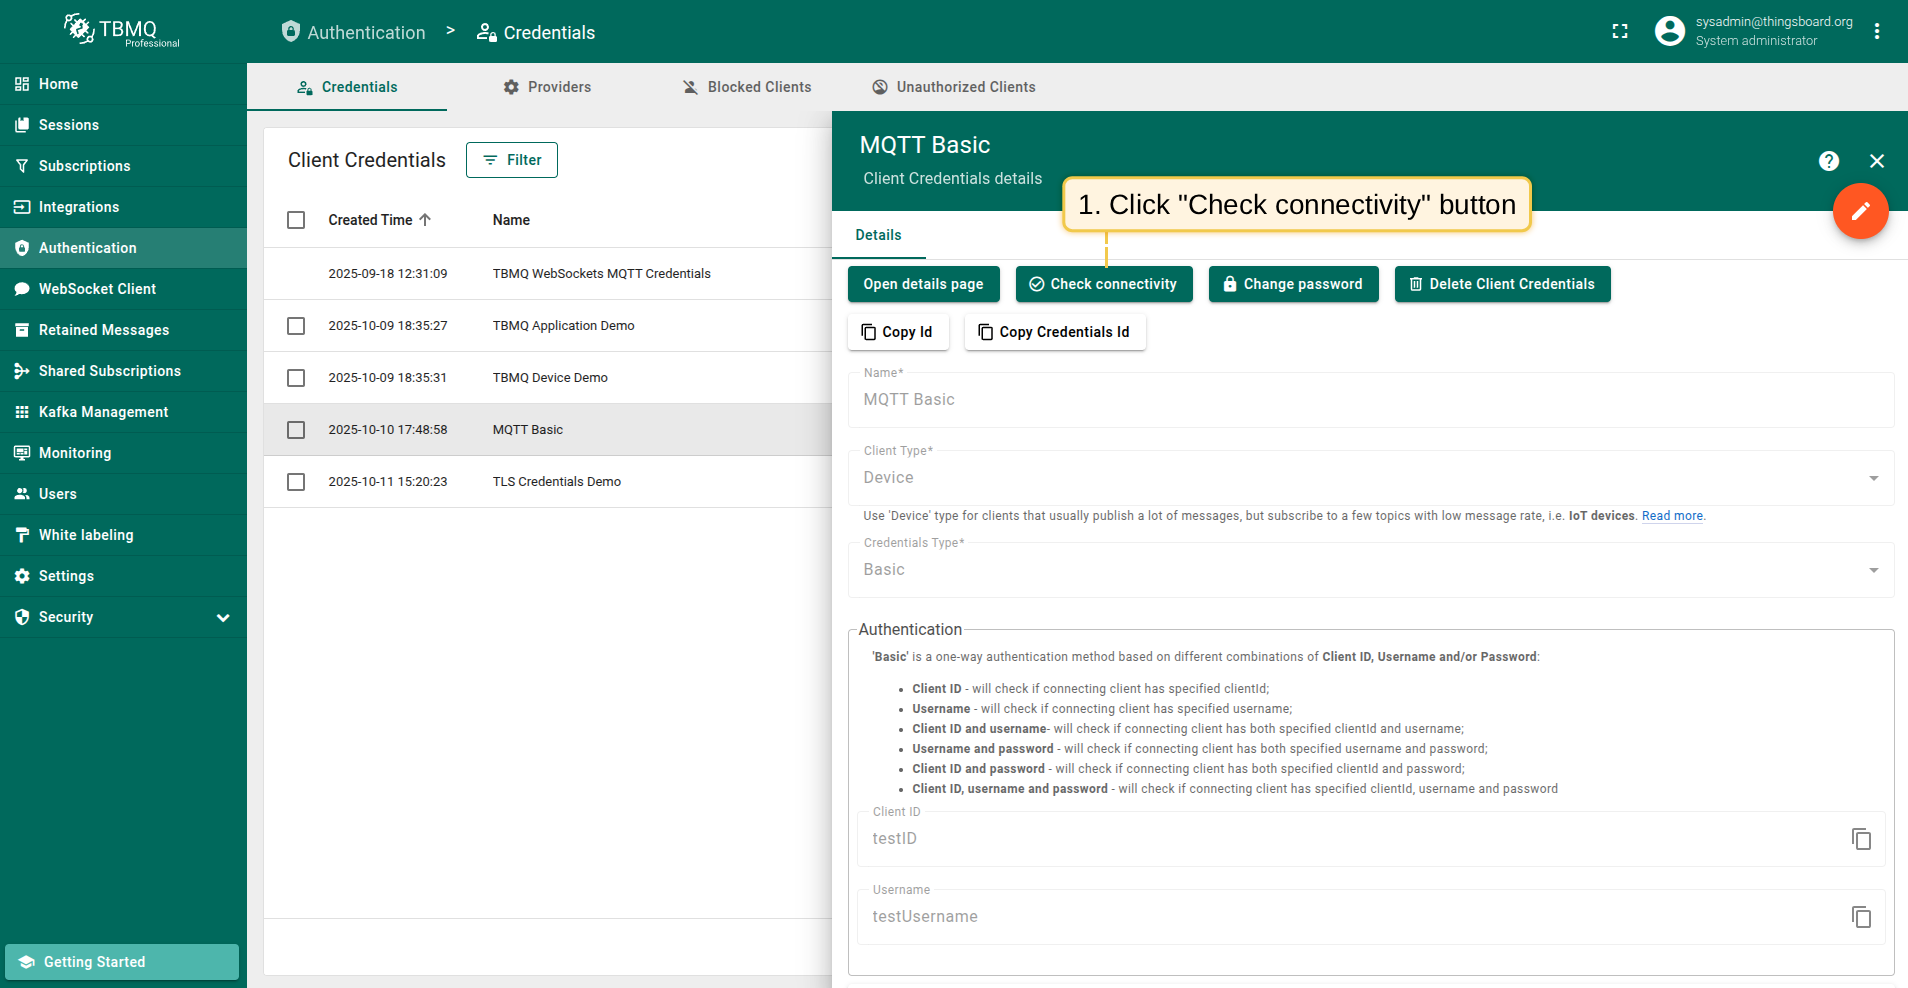 TBMQ
Professional
Authentication > Credentials
sysadmin@thingsboard.org
System administrator
Home
Sessions
Subscriptions
Integrations
Authentication
WebSocket Client
Retained Messages
Shared Subscriptions
Kafka Management
Monitoring
Users
White labeling
Settings
Security
Getting Started
Credentials
Providers
Blocked Clients
Unauthorized Clients
Client Credentials
Filter
Created Time
Name
2025-09-18 12:31:09 TBMQ WebSockets MQTT Credentials
2025-10-09 18:35:27 TBMQ Application Demo
2025-10-09 18:35:31 TBMQ Device Demo
2025-10-10 17:48:58 MQTT Basic
2025-10-11 15:20:23 TLS Credentials Demo
MQTT Basic
Client Credentials details
1. Click "Check connectivity" button
Details
Open details page
Check connectivity
Change password
Delete Client Credentials
Copy Id
Copy Credentials Id
Name*
MQTT Basic
Client Type*
Device
Use 'Device' type for clients that usually publish a lot of messages, but subscribe to a few topics with low message rate, i.e. IoT devices. Read more.
Credentials Type*
Basic
Authentication
'Basic' is a one-way authentication method based on different combinations of Client ID, Username and/or Password:
• Client ID - will check if connecting client has specified clientId;
• Username - will check if connecting client has specified username;
• Client ID and username- will check if connecting client has both specified clientId and username;
• Username and password - will check if connecting client has both specified username and password;
• Client ID and password - will check if connecting client has both specified clientId and password;
• Client ID, username and password - will check if connecting client has specified clientId, username and password
Client ID
testID
Username
testUsername